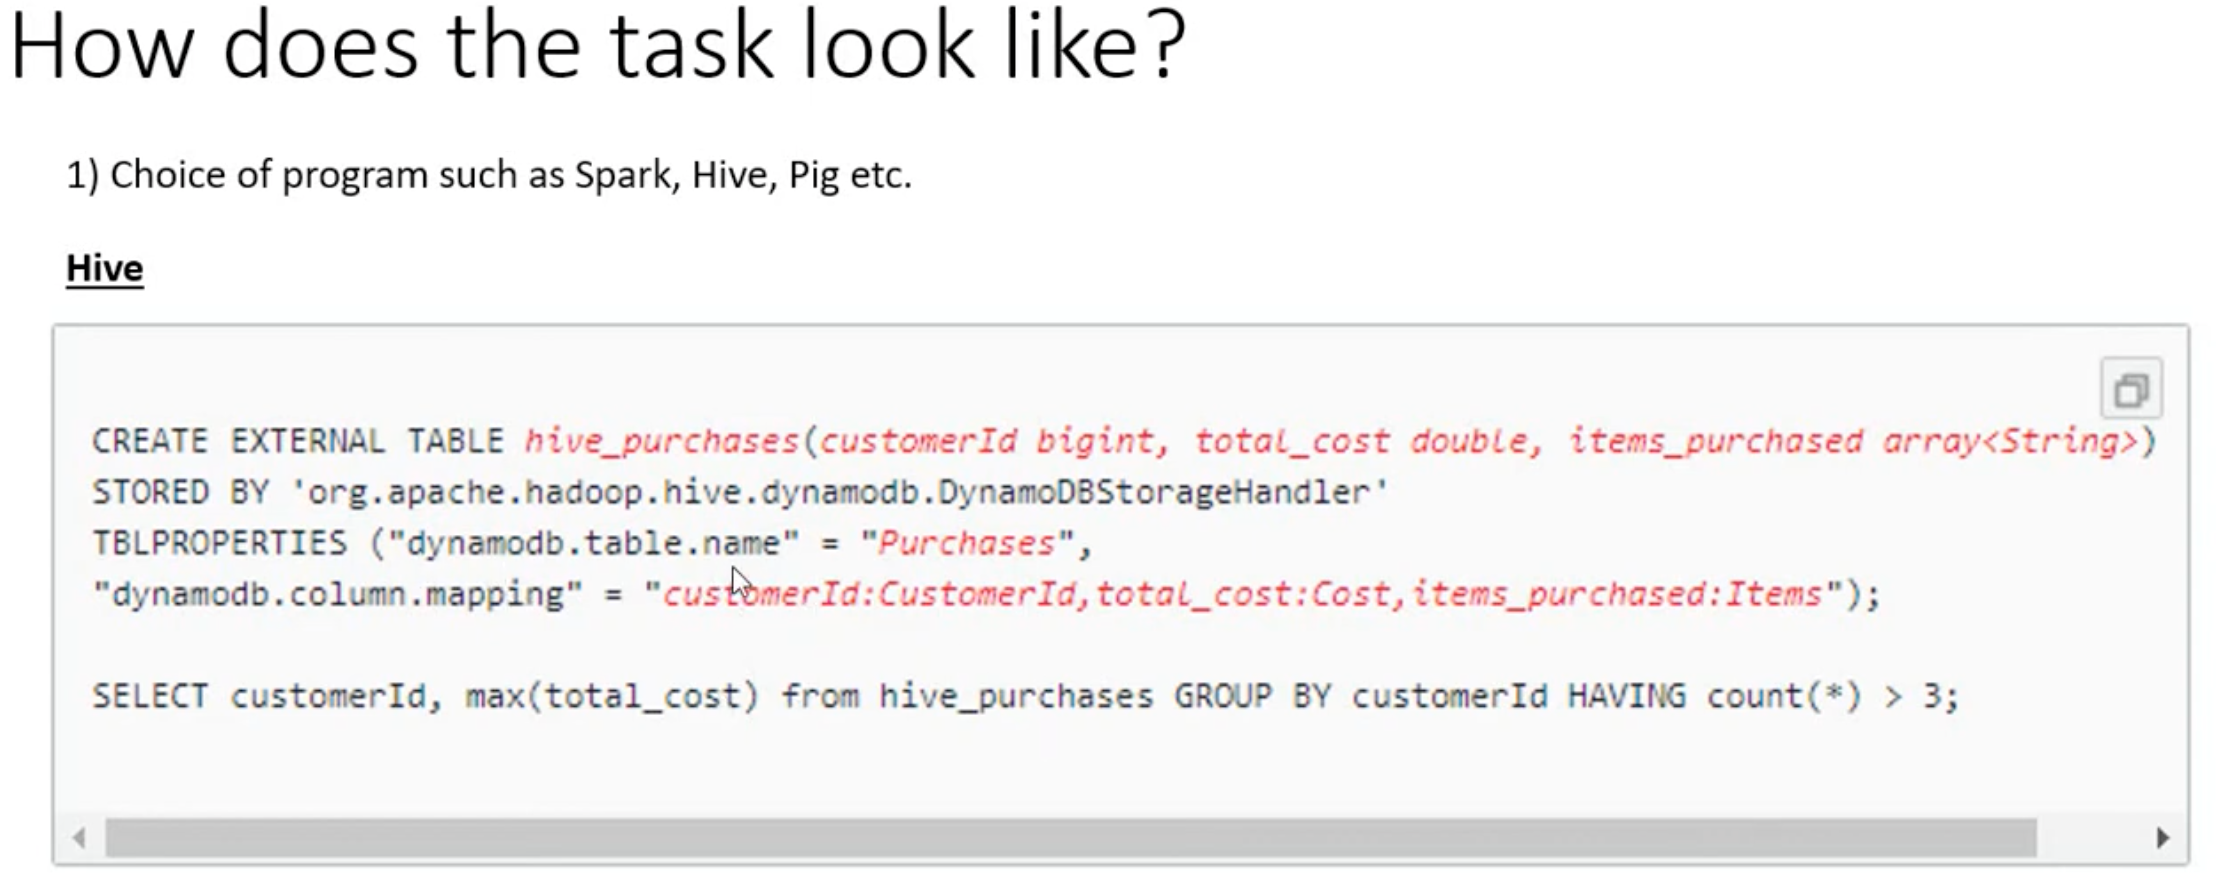 How does the task look like?
1) Choice of program such as Spark, Hive, Pig etc.
Hive
CREATE EXTERNAL TABLE hive_purchases(customerId bigint, total_cost double, items_purchased array<String>)
STORED BY 'org.apache.hadoop.hive.dynamodb.DynamoDBStorageHandler'
TBLPROPERTIES ("dynamodb.table.name" = "Purchases",
"dynamodb.column.mapping" = "customerId:CustomerId,total_cost:Cost,items_purchased:Items");
SELECT customerId, max(total_cost) from hive_purchases GROUP BY customerId HAVING count(*) > 3;